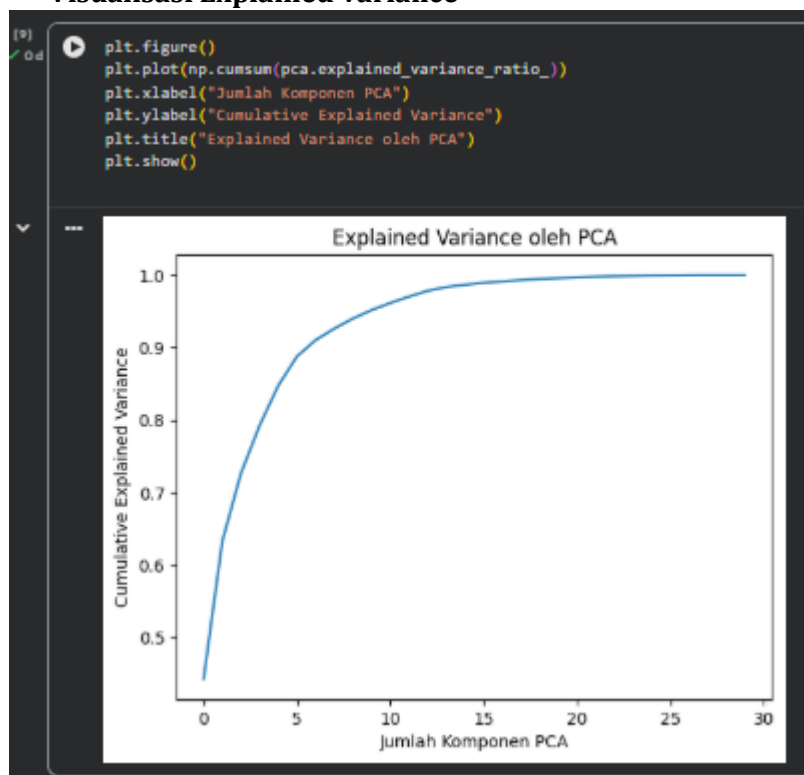 Visualisasi Explained Variance
[9]
✓ 0d
plt.figure()
plt.plot(np.cumsum(pca.explained_variance_ratio_))
plt.xlabel("Jumlah Komponen PCA")
plt.ylabel("Cumulative Explained Variance")
plt.title("Explained Variance oleh PCA")
plt.show()
Explained Variance oleh PCA
1.0
0.9
0.8
0.7
0.6
0.5
Cumulative Explained Variance
0 5 10 15 20 25 30
Jumlah Komponen PCA